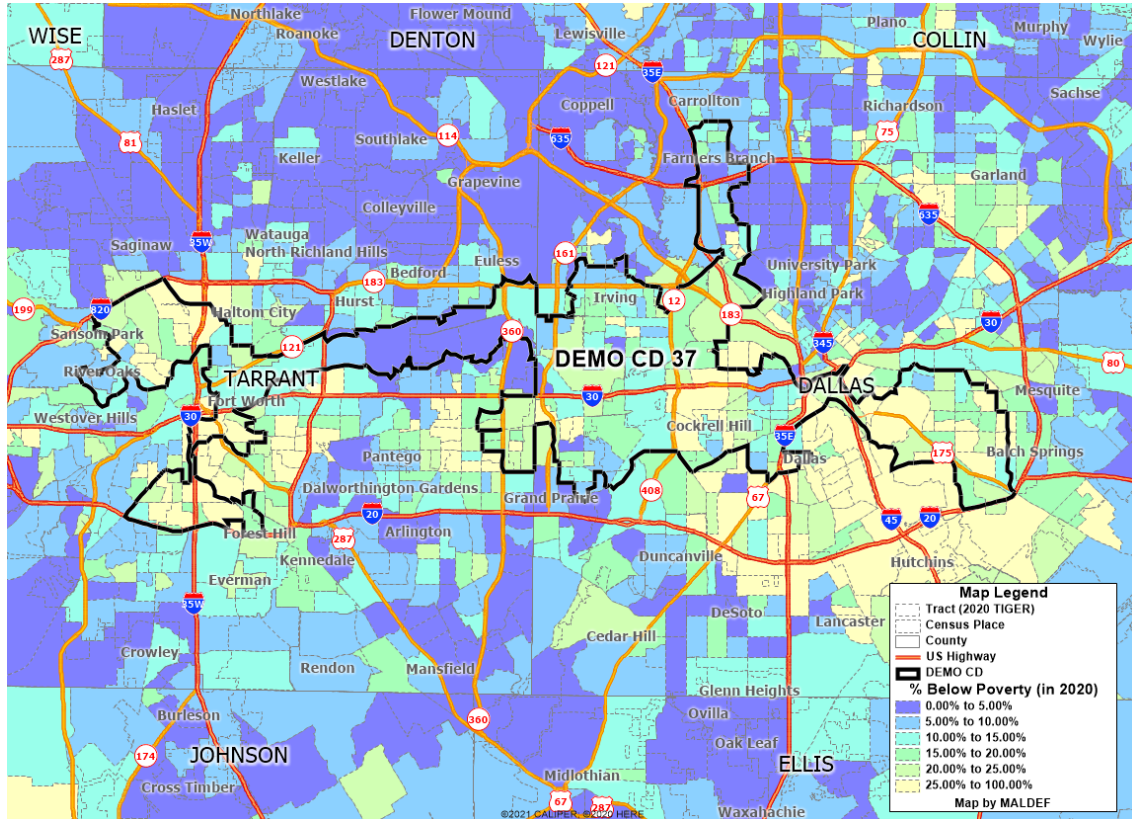 Northlake
Flower Mound
Plano
Murphy
WISE
Roanoke
DENTON
Lewisville
COLLIN
Wylie
287
121
35E
Westlake
Haslet
Coppell
Carrollton
Richardson
Sachse
81
Southlake
114
635
75
Keller
Farmers Branch
Grapevine
Garland
Colleyville
635
Watauga
35W
Saginaw
North Richland Hills
161
Euless
Bedford
University Park
183
Hurst
Irving
12
Highland Park
199
820
Haltom City
183
30
Sansom Park
121
360
345
DEMO CD 37
80
River Oaks
TARRANT
DALLAS
30
Mesquite
Fort Worth
Westover Hills
30
Cockrell Hill
35E
Pantego
Dallas
175
Balch Springs
Dalworthington Gardens
408
67
Grand Prairie
20
45
20
Forest Hill
287
Arlington
Kennedale
Duncanville
Hutchins
Everman
35W
DeSoto
Lancaster
Cedar Hill
Crowley
Rendon
Mansfield
Glenn Heights
Burleson
360
Ovilla
174
JOHNSON
Oak Leaf
ELLIS
Midlothian
Cross Timber
67
287
Waxahachie
Map Legend
Tract (2020 TIGER)
Census Place
County
US Highway
DEMO CD
% Below Poverty (in 2020)
0.00% to 5.00%
5.00% to 10.00%
10.00% to 15.00%
15.00% to 20.00%
20.00% to 25.00%
25.00% to 100.00%
Map by MALDEF
©2021 CALIPER; ©2020 HERE